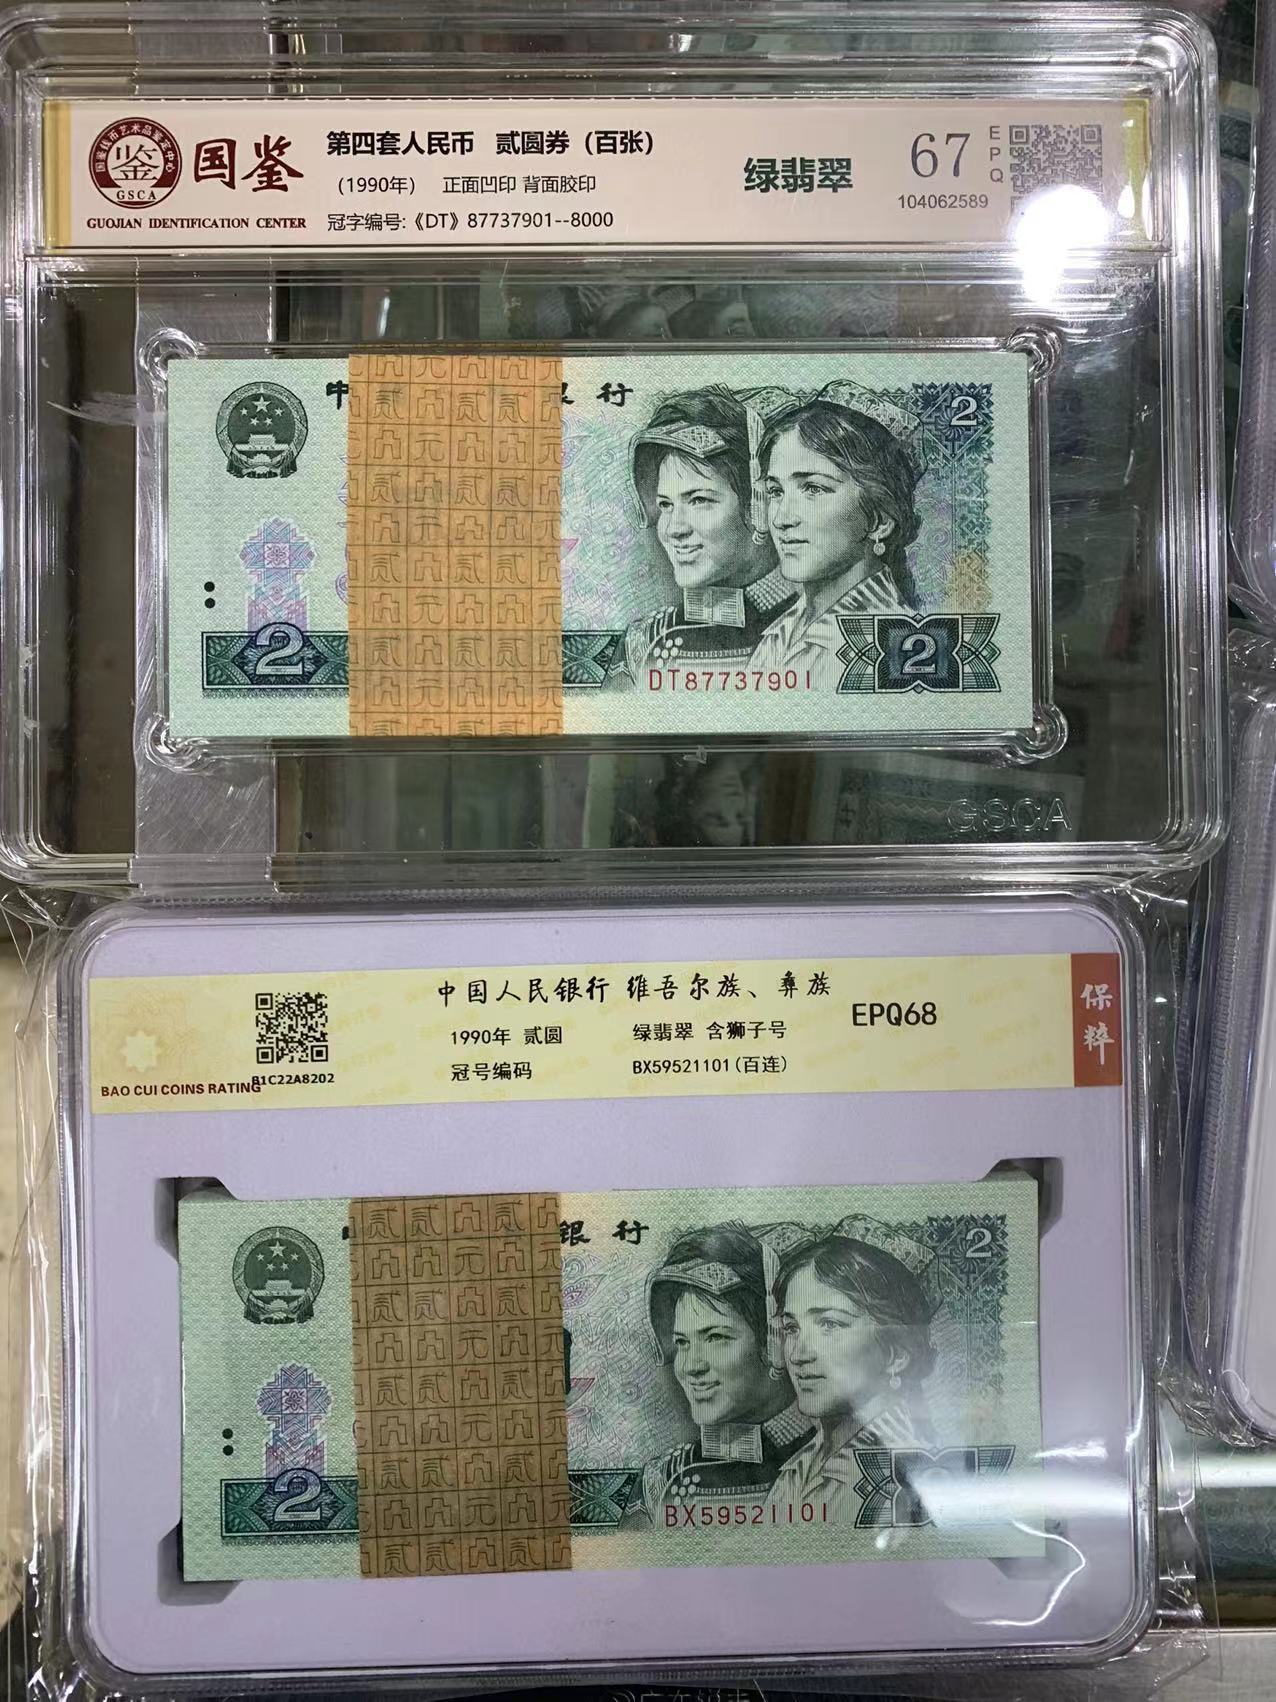 国鉴
GSCA
GUOJIAN IDENTIFICATION CENTER
第四套人民币 贰圆券（百张）
（1990年） 正面凹印 背面胶印
冠字编号:《DT》87737901--8000
绿翡翠
67
EPQ
104062589
中
行
2
2
DT87737901
2
GSCA
BAO CUI COINS RATING
B1C22A8202
中国人民银行 维吾尔族、彝族
1990年 贰圆
绿翡翠 含狮子号
EPQ68
冠号编码
BX59521101(百连)
保粹
银行
2
2
BX59521101